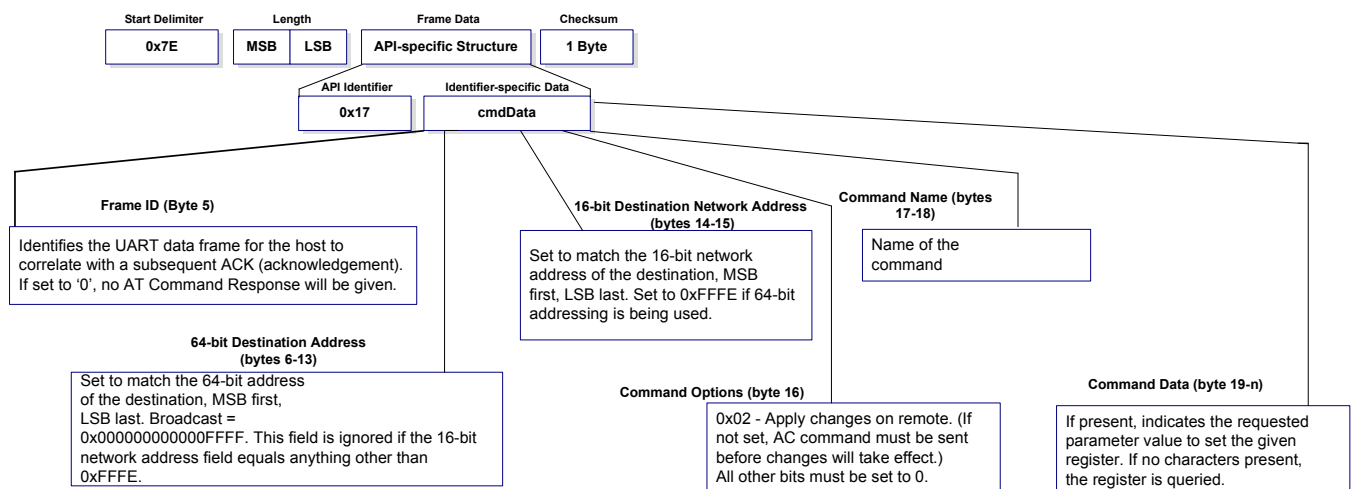 Start Delimiter Length Frame Data Checksum
0x7E MSB LSB API-specific Structure 1 Byte
API Identifier Identifier-specific Data
0x17 cmdData
Frame ID (Byte 5)
Identifies the UART data frame for the host to
correlate with a subsequent ACK (acknowledgement).
If set to ‘0’, no AT Command Response will be given.
64-bit Destination Address
(bytes 6-13)
Set to match the 64-bit address
of the destination, MSB first,
LSB last. Broadcast =
0x000000000000FFFF. This field is ignored if the 16-bit
network address field equals anything other than
0xFFFE.
16-bit Destination Network Address
(bytes 14-15)
Set to match the 16-bit network
address of the destination, MSB
first, LSB last. Set to 0xFFFE if 64-bit
addressing is being used.
Command Options (byte 16)
0x02 - Apply changes on remote. (If
not set, AC command must be sent
before changes will take effect.)
All other bits must be set to 0.
Command Name (bytes
17-18)
Name of the
command
Command Data (byte 19-n)
If present, indicates the requested
parameter value to set the given
register. If no characters present,
the register is queried.